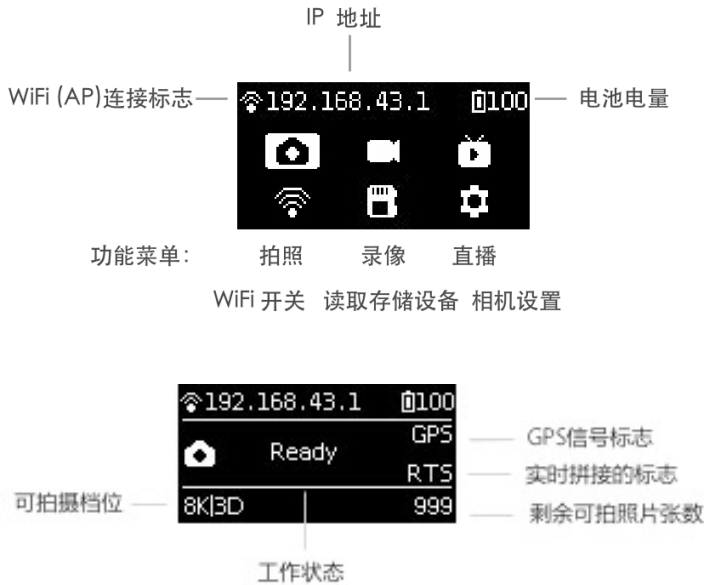 IP 地址
WiFi (AP)连接标志
192.168.43.1
100
电池电量
功能菜单:
拍照
录像
直播
WiFi 开关
读取存储设备
相机设置
192.168.43.1
100
Ready
GPS
GPS信号标志
RTS
实时拼接的标志
可拍摄档位
8K|3D
999
剩余可拍照片张数
工作状态